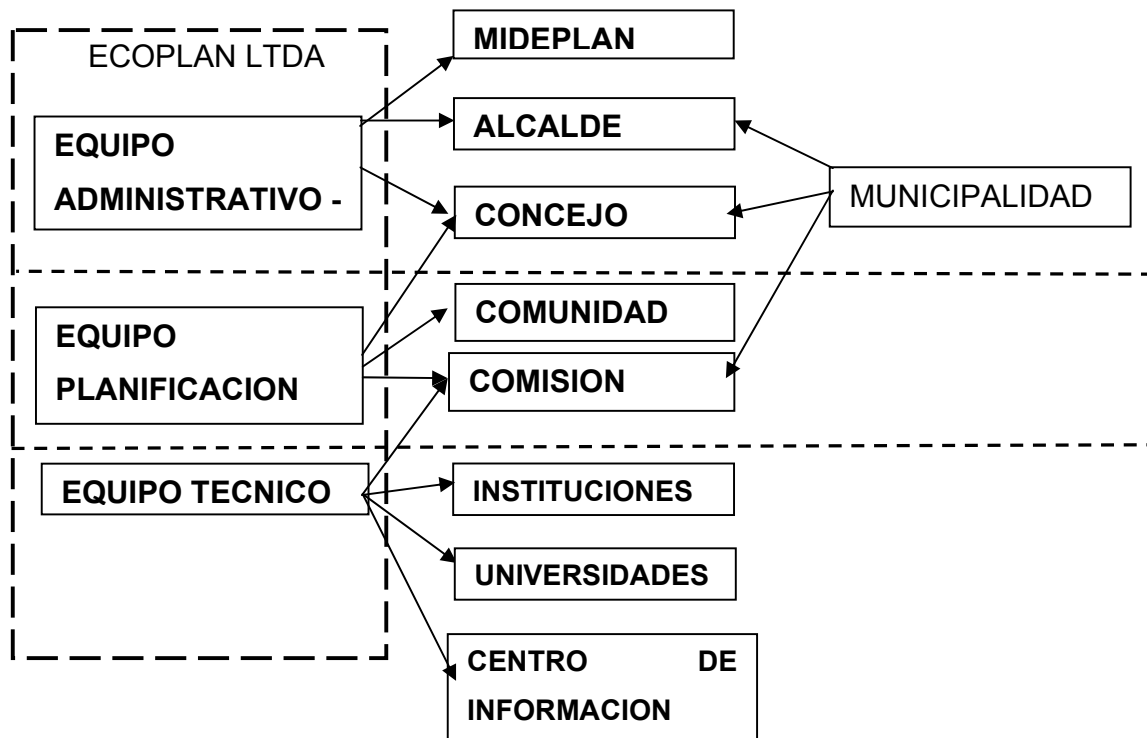 MIDEPLAN
ECOPLAN LTDA
ALCALDE
EQUIPO
ADMINISTRATIVO -
MUNICIPALIDAD
CONCEJO
COMUNIDAD
EQUIPO
PLANIFICACION
COMISION
EQUIPO TECNICO
INSTITUCIONES
UNIVERSIDADES
CENTRO DE
INFORMACION